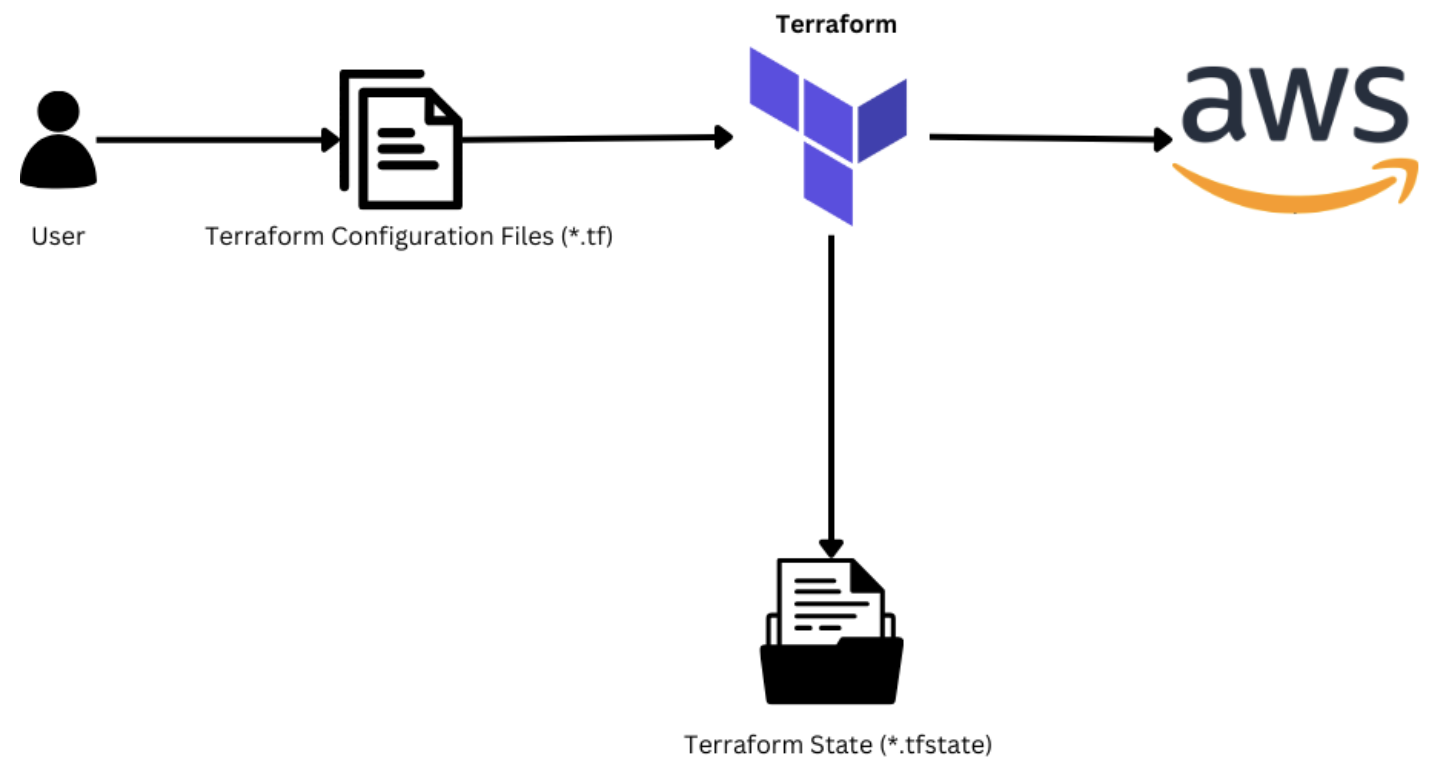 Terraform
aws
User
Terraform Configuration Files (*.tf)
Terraform State (*.tfstate)